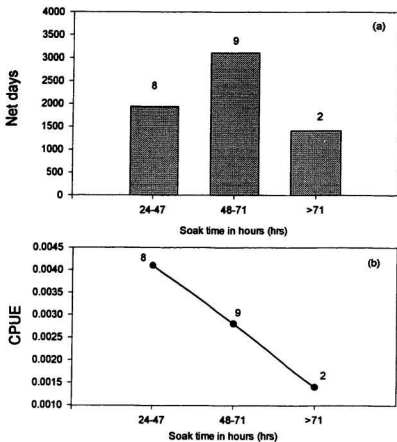 (a)
4000
3500
3000
2500
2000
1500
1000
500
0
Net days
8
9
2
24-47 48-71 >71
Soak time in hours (hrs)
(b)
0.0045
0.0040
0.0035
0.0030
0.0025
0.0020
0.0015
0.0010
CPUE
8
9
2
24-47 48-71 >71
Soak time in hours (hrs)